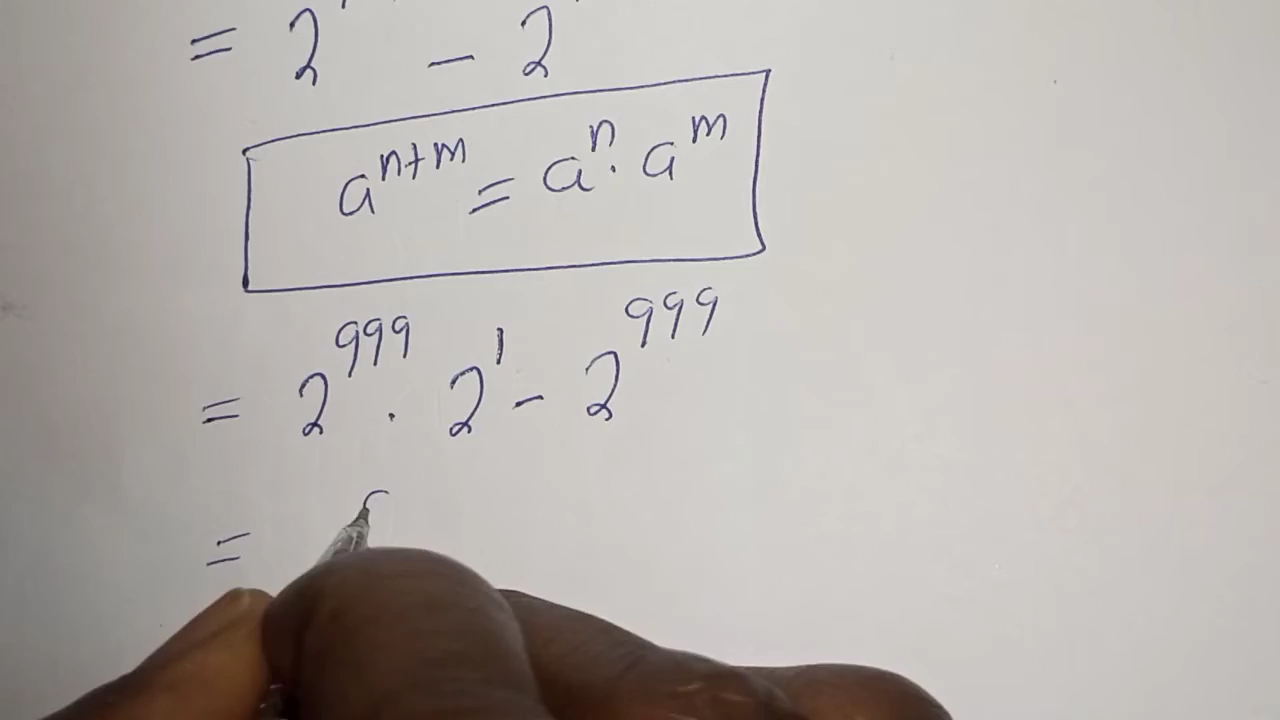 = 2 - 2
a^{n+m} = a^n . a^m
= 2^{999} . 2^1 - 2^{999}
=